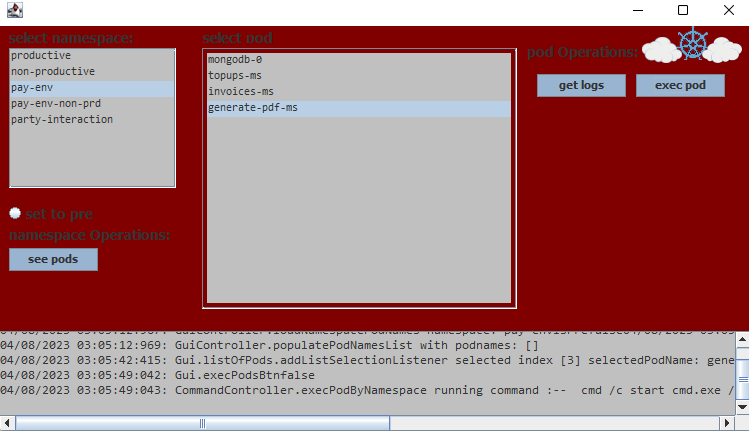 select namespace:
productive
non-productive
pay-env
pay-env-non-prd
party-interaction
set to pre
namespace Operations:
see pods
select pod
mongodb-0
topups-ms
invoices-ms
generate-pdf-ms
pod Operations:
get logs
exec pod
04/08/2023 03:05:12:969: GuiController.populatePodNamesList with podnames: []
04/08/2023 03:05:42:415: Gui.listOfPods.addListSelectionListener selected index [3] selectedPodName: gene
04/08/2023 03:05:49:042: Gui.execPodsBtnfalse
04/08/2023 03:05:49:043: CommandController.execPodByNamespace running command :-- cmd /c start cmd.exe /